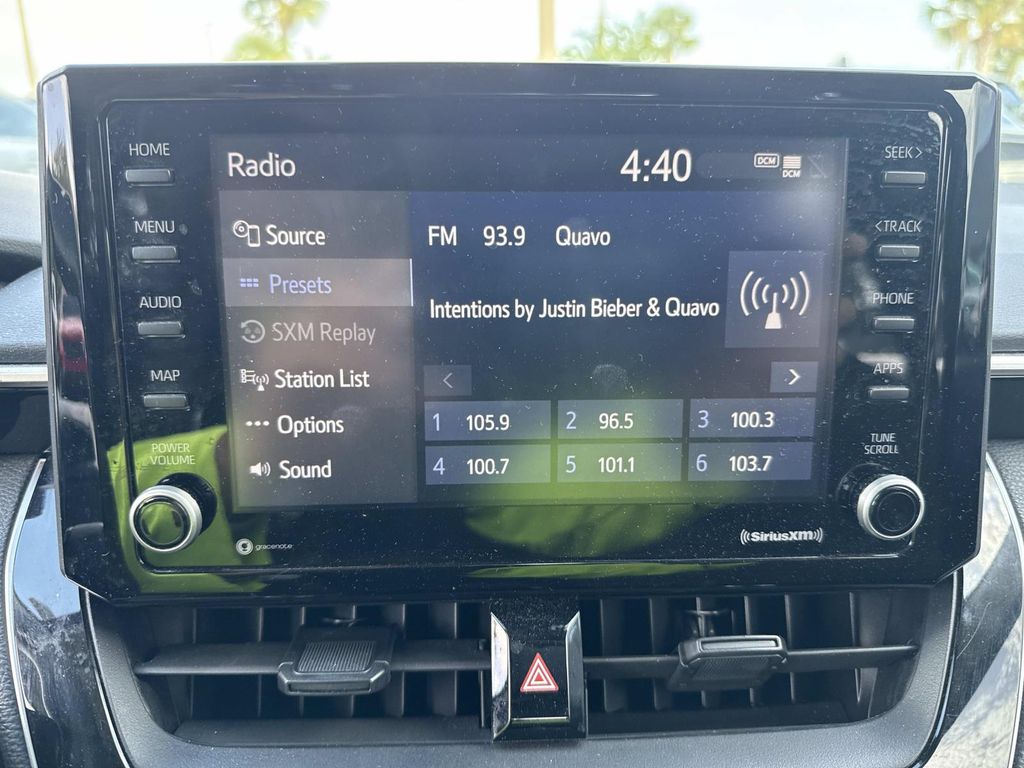 HOME
MENU
AUDIO
MAP
POWER
VOLUME
Radio
4:40
DCM
DCM
Source
Presets
SXM Replay
Station List
Options
Sound
FM 93.9 Quavo
Intentions by Justin Bieber & Quavo
< >
1 105.9 2 96.5 3 100.3
4 100.7 5 101.1 6 103.7
SEEK>
<TRACK
PHONE
APPS
TUNE
SCROLL
gracenote
SiriusXM